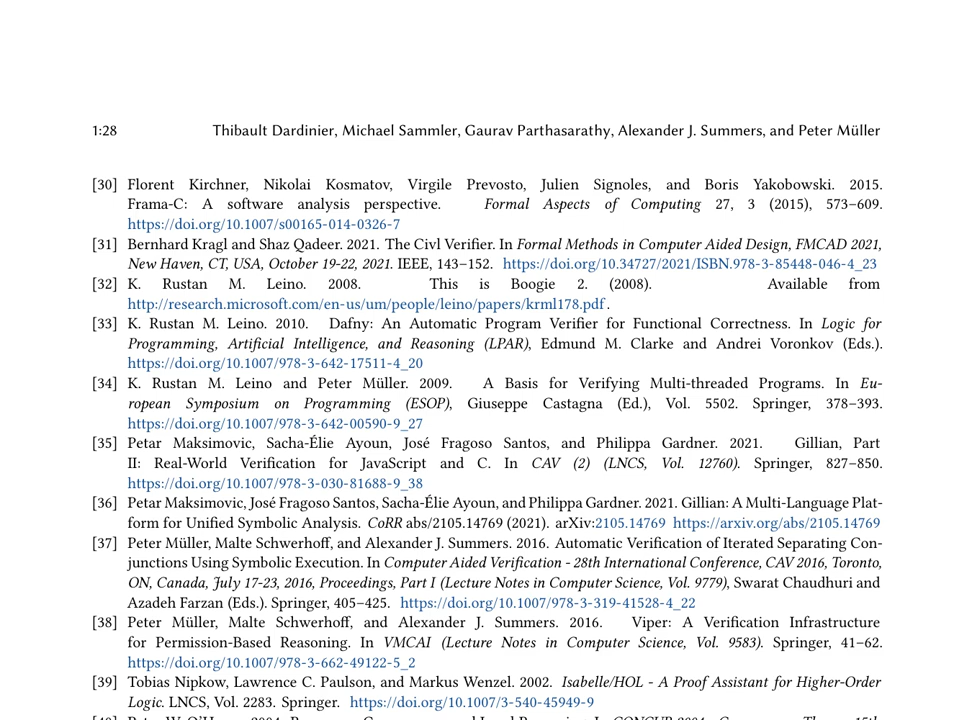 1:28 Thibault Dardinier, Michael Sammler, Gaurav Parthasarathy, Alexander J. Summers, and Peter Müller
[30] Florent Kirchner, Nikolai Kosmatov, Virgile Prevosto, Julien Signoles, and Boris Yakobowski. 2015.
Frama-C: A software analysis perspective. Formal Aspects of Computing 27, 3 (2015), 573–609.
https://doi.org/10.1007/s00165-014-0326-7
[31] Bernhard Kragl and Shaz Qadeer. 2021. The Civl Verifier. In Formal Methods in Computer Aided Design, FMCAD 2021,
New Haven, CT, USA, October 19-22, 2021. IEEE, 143–152. https://doi.org/10.34727/2021/ISBN.978-3-85448-046-4_23
[32] K. Rustan M. Leino. 2008. This is Boogie 2. (2008). Available from
http://research.microsoft.com/en-us/um/people/leino/papers/krml178.pdf.
[33] K. Rustan M. Leino. 2010. Dafny: An Automatic Program Verifier for Functional Correctness. In Logic for
Programming, Artificial Intelligence, and Reasoning (LPAR), Edmund M. Clarke and Andrei Voronkov (Eds.).
https://doi.org/10.1007/978-3-642-17511-4_20
[34] K. Rustan M. Leino and Peter Müller. 2009. A Basis for Verifying Multi-threaded Programs. In Eu-
ropean Symposium on Programming (ESOP), Giuseppe Castagna (Ed.), Vol. 5502. Springer, 378–393.
https://doi.org/10.1007/978-3-642-00590-9_27
[35] Petar Maksimovic, Sacha-Élie Ayoun, José Fragoso Santos, and Philippa Gardner. 2021. Gillian, Part
II: Real-World Verification for JavaScript and C. In CAV (2) (LNCS, Vol. 12760). Springer, 827–850.
https://doi.org/10.1007/978-3-030-81688-9_38
[36] Petar Maksimovic, José Fragoso Santos, Sacha-Élie Ayoun, and Philippa Gardner. 2021. Gillian: A Multi-Language Plat-
form for Unified Symbolic Analysis. CoRR abs/2105.14769 (2021). arXiv:2105.14769 https://arxiv.org/abs/2105.14769
[37] Peter Müller, Malte Schwerhoff, and Alexander J. Summers. 2016. Automatic Verification of Iterated Separating Con-
junctions Using Symbolic Execution. In Computer Aided Verification - 28th International Conference, CAV 2016, Toronto,
ON, Canada, July 17-23, 2016, Proceedings, Part I (Lecture Notes in Computer Science, Vol. 9779), Swarat Chaudhuri and
Azadeh Farzan (Eds.). Springer, 405–425. https://doi.org/10.1007/978-3-319-41528-4_22
[38] Peter Müller, Malte Schwerhoff, and Alexander J. Summers. 2016. Viper: A Verification Infrastructure
for Permission-Based Reasoning. In VMCAI (Lecture Notes in Computer Science, Vol. 9583). Springer, 41–62.
https://doi.org/10.1007/978-3-662-49122-5_2
[39] Tobias Nipkow, Lawrence C. Paulson, and Markus Wenzel. 2002. Isabelle/HOL - A Proof Assistant for Higher-Order
Logic. LNCS, Vol. 2283. Springer. https://doi.org/10.1007/3-540-45949-9